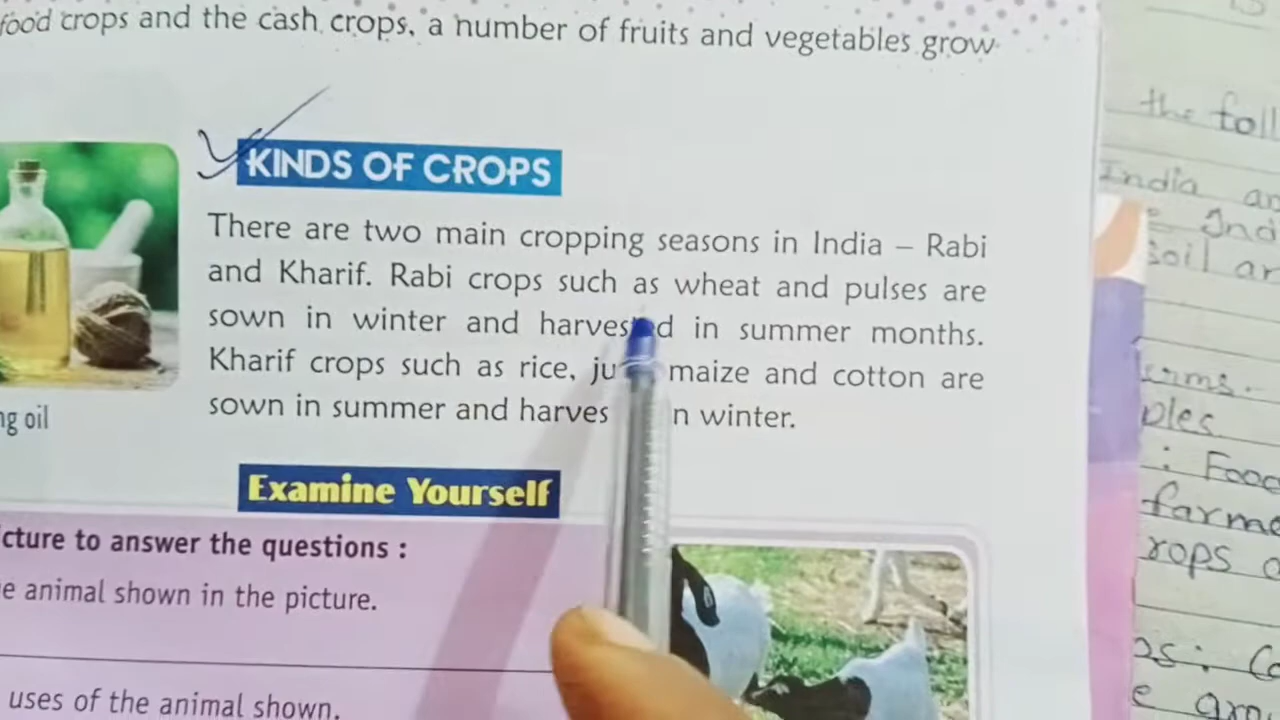 food crops and the cash crops, a number of fruits and vegetables grow
KINDS OF CROPS
There are two main cropping seasons in India – Rabi
and Kharif. Rabi crops such as wheat and pulses are
sown in winter and harvested in summer months.
Kharif crops such as rice, maize and cotton are
sown in summer and winter.
ng oil
Examine Yourself
cture to answer the questions :
e animal shown in the picture.
uses of the animal shown.
the foll
India
soil ar
erms.
ples
: Food
farme
rops